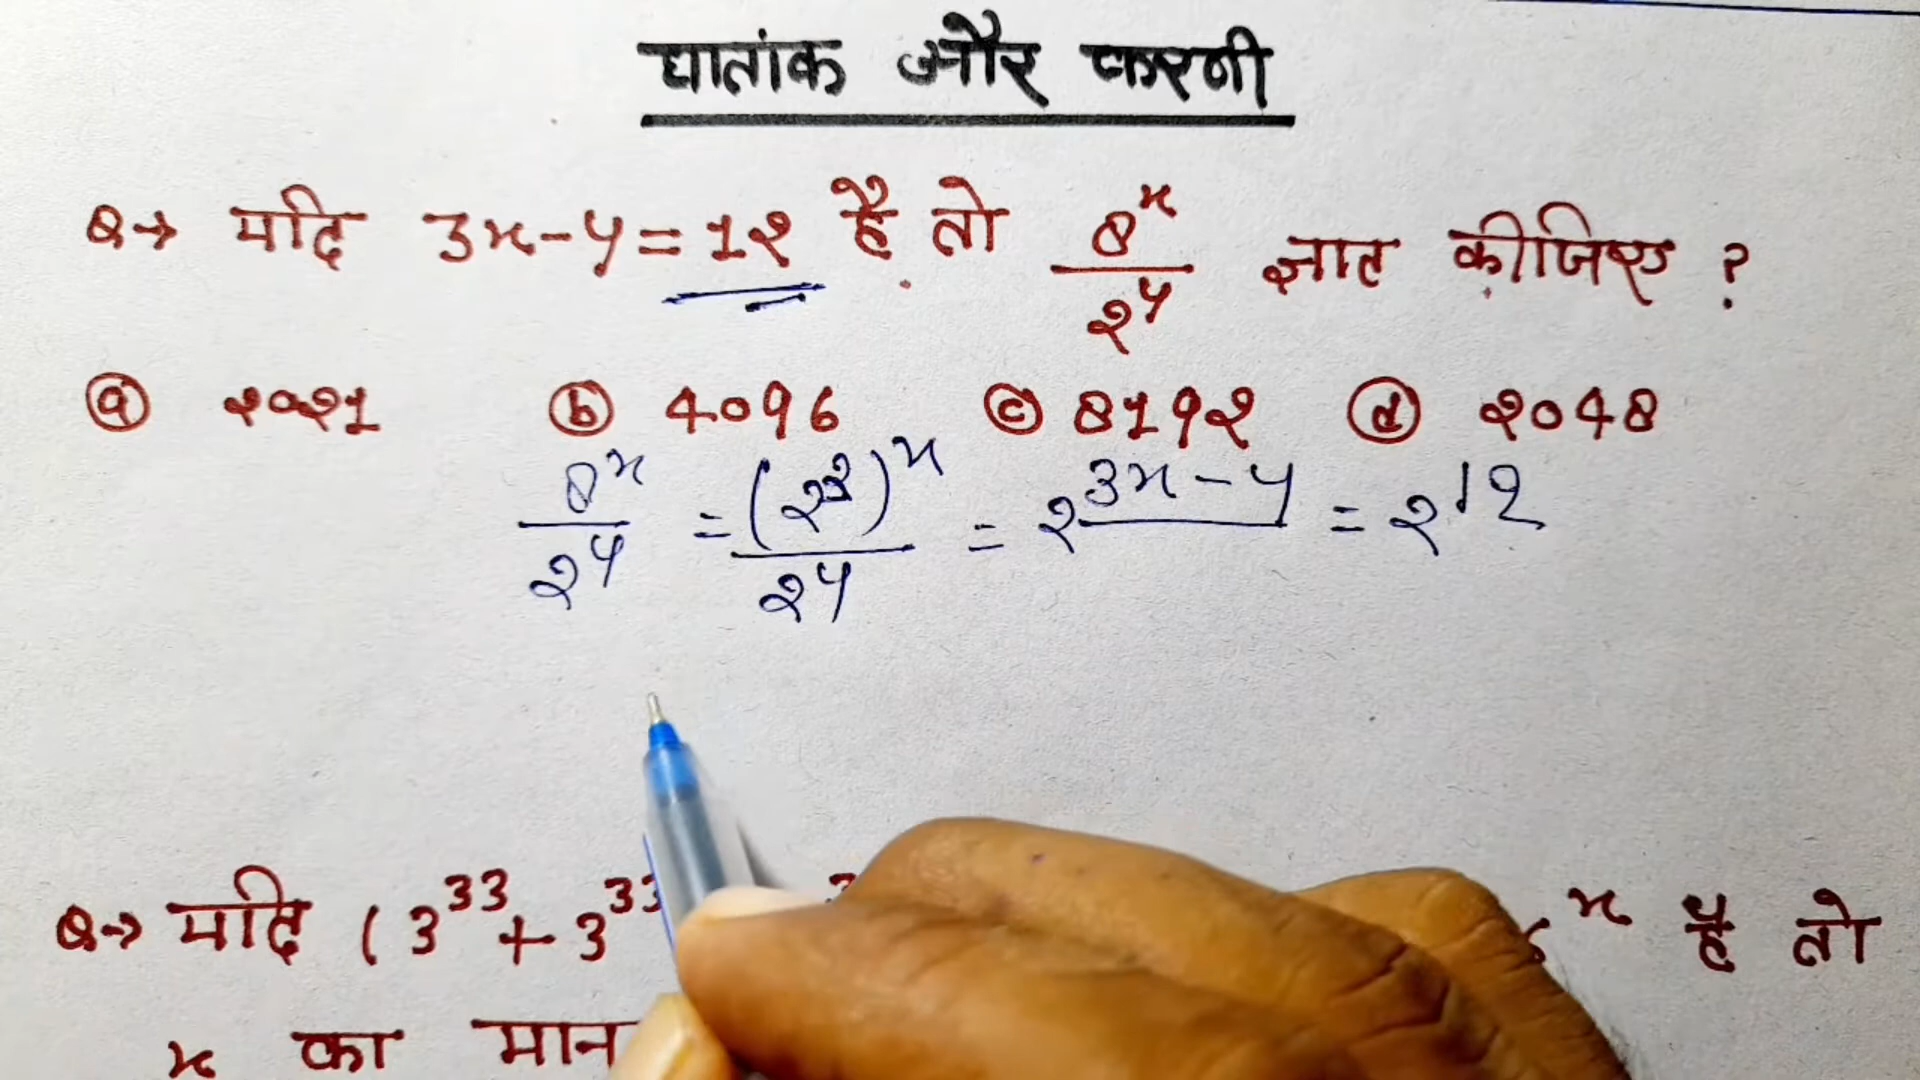 घातांक और करणी
Q→ यदि 3x-y=12 है तो 8^x/2^y ज्ञात कीजिए ?
ⓐ 2021 ⓑ 4096 ⓒ 8192 ⓓ 2048
8^x/2^y = (2^3)^x/2^y = 2^(3x-y) = 2^12
Q→ यदि (3^33+3^33 x है तो
x का मान